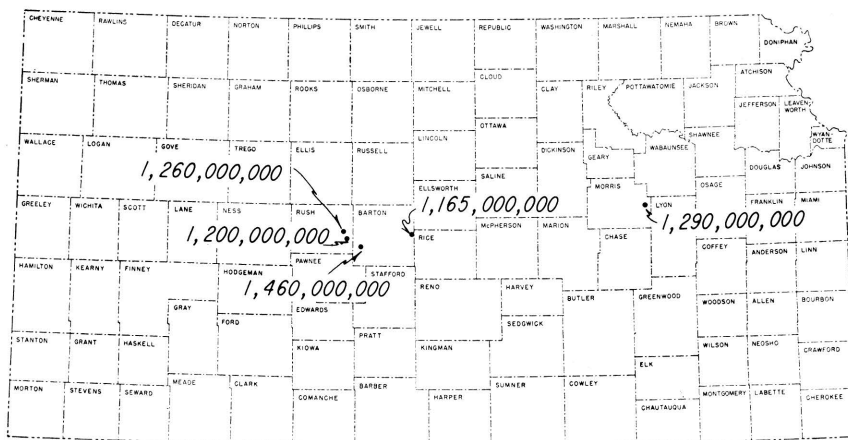 CHEYENNE RAWLINS DECATUR NORTON PHILLIPS SMITH JEWELL REPUBLIC WASHINGTON MARSHALL NEMAHA BROWN
DONIPHAN
SHERMAN THOMAS SHERIDAN GRAHAM ROOKS OSBORNE MITCHELL CLOUD CLAY RILEY POTTAWATOMIE JACKSON ATCHISON
JEFFERSON LEAVEN-
WORTH
WYAN-
DOTTE
WALLACE LOGAN GOVE TREGO ELLIS RUSSELL LINCOLN OTTAWA DICKINSON GEARY WABAUNSEE SHAWNEE DOUGLAS JOHNSON
1,260,000,000
ELLSWORTH SALINE MORRIS LYON OSAGE FRANKLIN MIAMI
1,165,000,000
1,290,000,000
GREELEY WICHITA SCOTT LANE NESS RUSH BARTON RICE McPHERSON MARION CHASE COFFEY ANDERSON LINN
1,200,000,000
HAMILTON KEARNY FINNEY HODGEMAN PAWNEE STAFFORD
1,460,000,000
GRAY FORD EDWARDS RENO HARVEY BUTLER GREENWOOD WOODSON ALLEN BOURBON
SEDGWICK
STANTON GRANT HASKELL KIOWA PRATT KINGMAN ELK WILSON NEOSHO CRAWFORD
MORTON STEVENS SEWARD MEADE CLARK COMANCHE BARBER HARPER SUMNER COWLEY CHAUTAUQUA MONTGOMERY LABETTE CHEROKEE